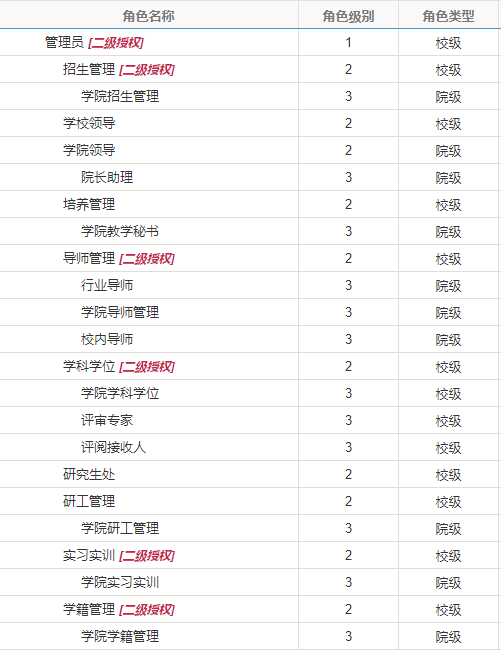 角色名称 角色级别 角色类型
管理员 [二级授权] 1 校级
招生管理 [二级授权] 2 校级
学院招生管理 3 院级
学校领导 2 校级
学院领导 2 院级
院长助理 3 院级
培养管理 2 校级
学院教学秘书 3 院级
导师管理 [二级授权] 2 校级
行业导师 3 院级
学院导师管理 3 院级
校内导师 3 院级
学科学位 [二级授权] 2 校级
学院学科学位 3 院级
评审专家 3 校级
评阅接收人 3 校级
研究生处 2 校级
研工管理 2 校级
学院研工管理 3 院级
实习实训 [二级授权] 2 校级
学院实习实训 3 院级
学籍管理 [二级授权] 2 校级
学院学籍管理 3 院级